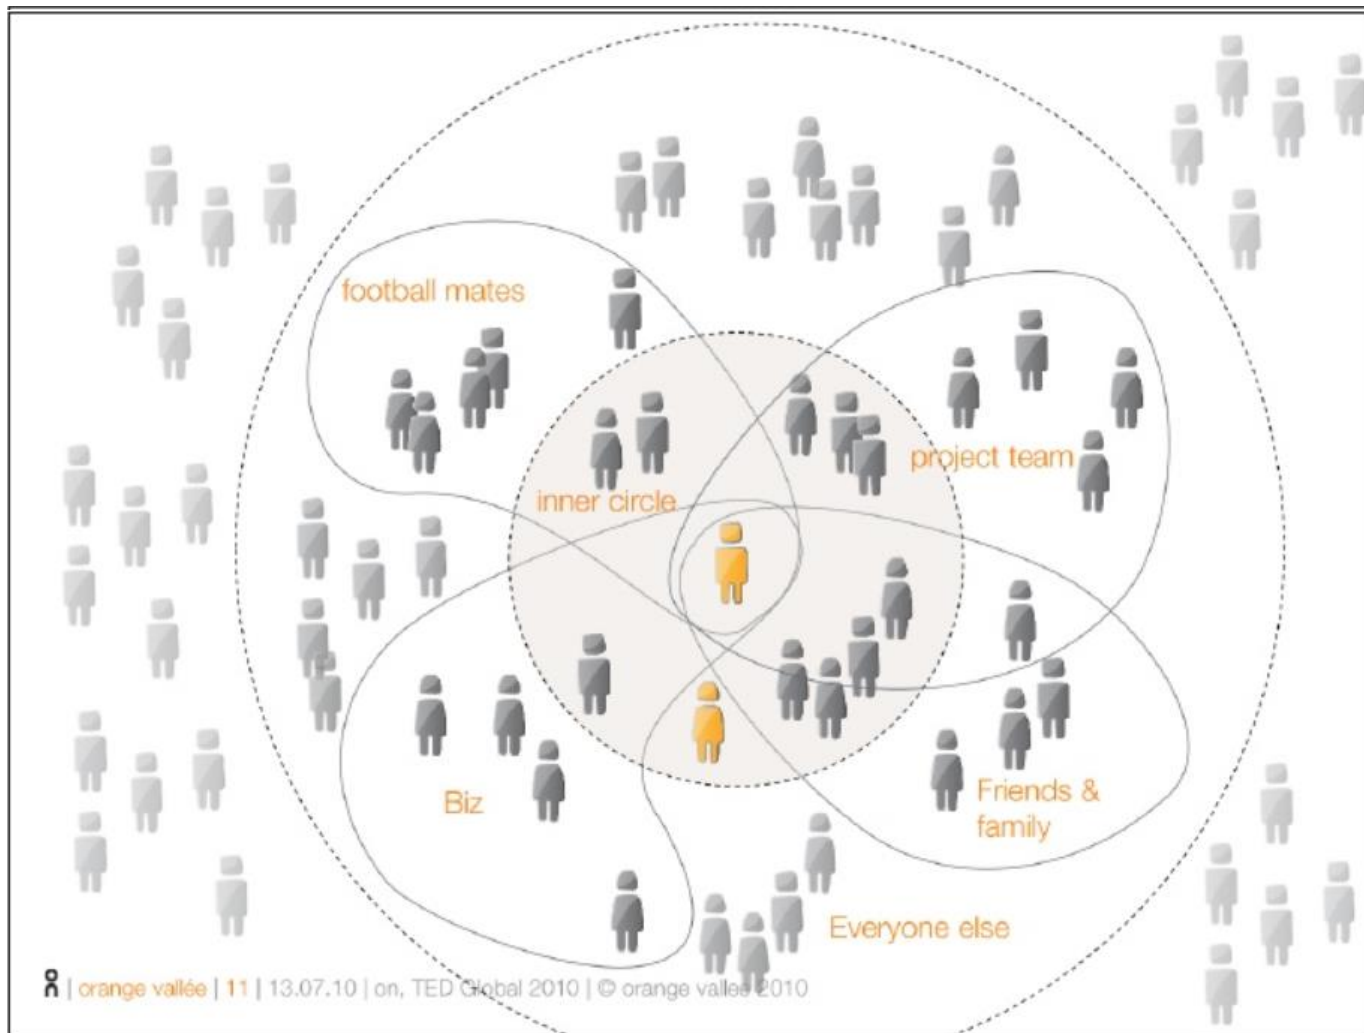 football mates
inner circle
project team
Biz
Friends &
family
Everyone else
| orange vallée | 11 | 13.07.10 | on, TED Global 2010 | © orange vallée 2010